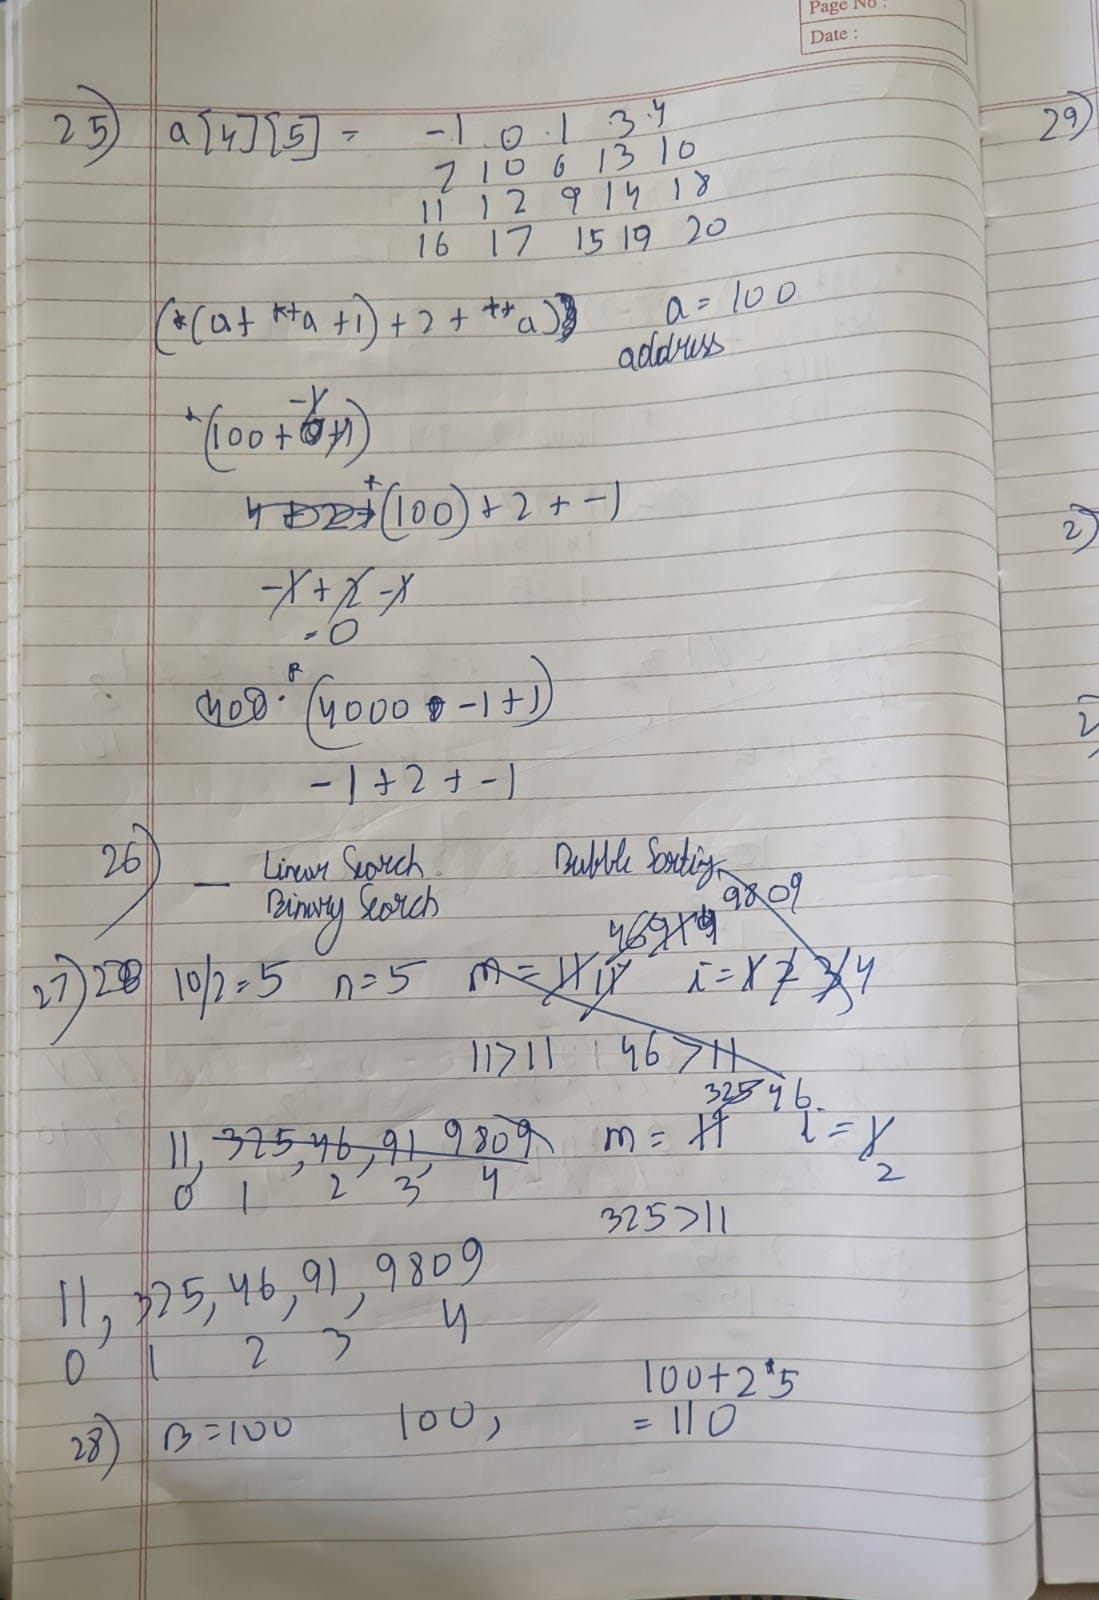 Page No :
Date :
25) a[4][5] = -1 0 1 3 4
7 10 6 13 10
11 12 9 14 18
16 17 15 19 20
(*(a+ **a +1) + 2 + **a) a = 100
address
-1
*(100 + 0+1)
*(100) + 2 + -1
-1 + 2 -1
= 0
400 *(4000 -1 +1)
-1 + 2 + -1
26) — Linear Search Bubble Sorting
Binary Search
9809
46 91
27) 28 10/2 = 5 n = 5 m = 11 11 i = 1 2 3 4
11>11 46 >11
325 46
11, 325, 46, 91, 9809 m = 11 i = 1
0 1 2 3 4 2
325>11
11, 325, 46, 91, 9809
0 1 2 3 4
100+2*5
28) B = 100 100, = 110
29)
2)